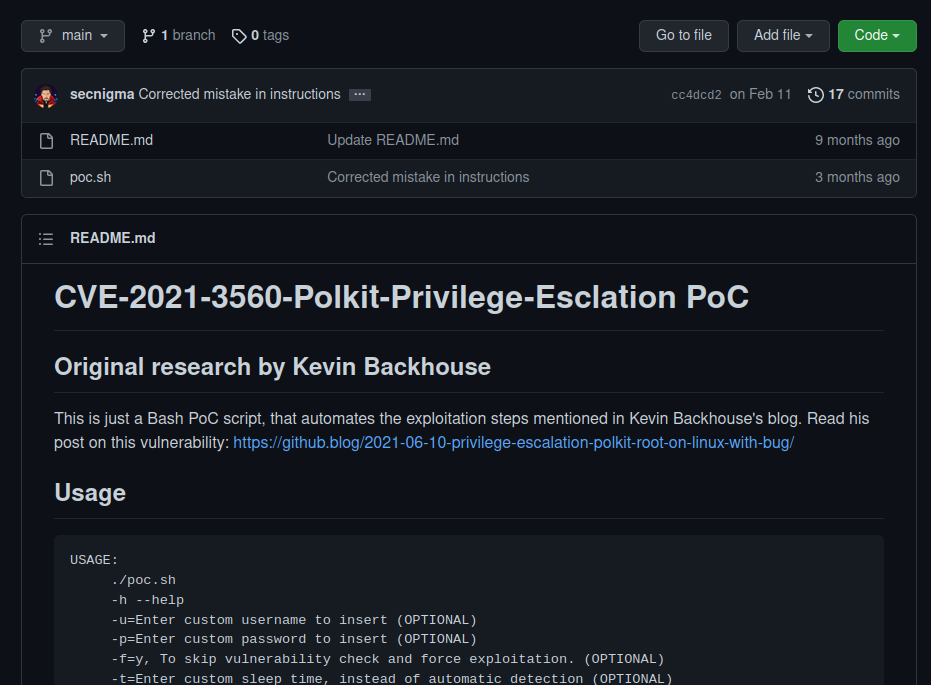 main 1 branch 0 tags Go to file Add file Code
secnigma Corrected mistake in instructions ... cc4dcd2 on Feb 11 17 commits
README.md Update README.md 9 months ago
poc.sh Corrected mistake in instructions 3 months ago
README.md
CVE-2021-3560-Polkit-Privilege-Esclation PoC
Original research by Kevin Backhouse
This is just a Bash PoC script, that automates the exploitation steps mentioned in Kevin Backhouse's blog. Read his
post on this vulnerability: https://github.blog/2021-06-10-privilege-escalation-polkit-root-on-linux-with-bug/
Usage
USAGE:
./poc.sh
-h --help
-u=Enter custom username to insert (OPTIONAL)
-p=Enter custom password to insert (OPTIONAL)
-f=y, To skip vulnerability check and force exploitation. (OPTIONAL)
-t=Enter custom sleep time, instead of automatic detection (OPTIONAL)